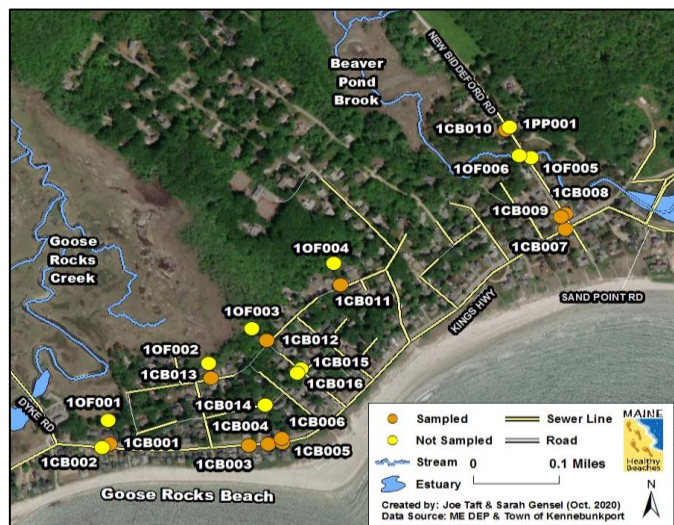 Beaver
Pond
Brook
NEW BIDDEFORD RD
1CB010
1PP001
1OF006
1OF005
1CB008
1CB009
1CB007
Goose
Rocks
Creek
1OF004
1CB011
KINGS HWY
SAND POINT RD
1OF003
1CB012
1OF002
1CB015
1CB013
1CB016
DYKE RD
1OF001
1CB014
1CB004
1CB006
1CB001
1CB002
1CB003
1CB005
Goose Rocks Beach
Sampled
Sewer Line
Not Sampled
Road
Stream
0
0.1 Miles
Estuary
MAINE
Healthy
Beaches
N
Created by: Joe Taft & Sarah Gensel (Oct. 2020)
Data Source: ME DEP & Town of Kennebunkport